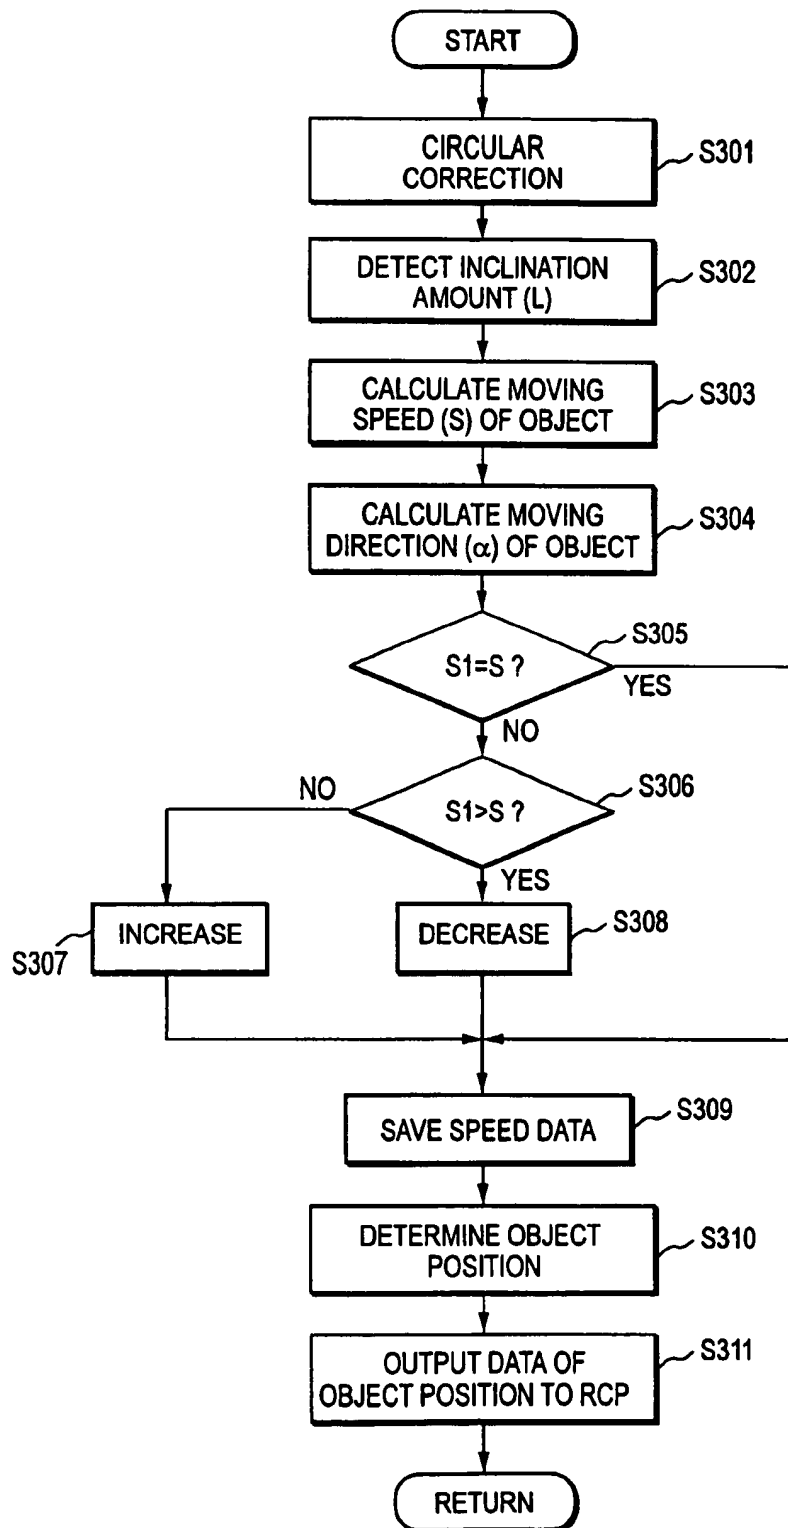 START
CIRCULAR
CORRECTION
S301
DETECT INCLINATION
AMOUNT (L)
S302
CALCULATE MOVING
SPEED (S) OF OBJECT
S303
CALCULATE MOVING
DIRECTION (α) OF OBJECT
S304
S305
S1=S ?
YES
NO
NO
S1>S ?
S306
YES
INCREASE
S307
DECREASE
S308
SAVE SPEED DATA
S309
DETERMINE OBJECT
POSITION
S310
OUTPUT DATA OF
OBJECT POSITION TO RCP
S311
RETURN